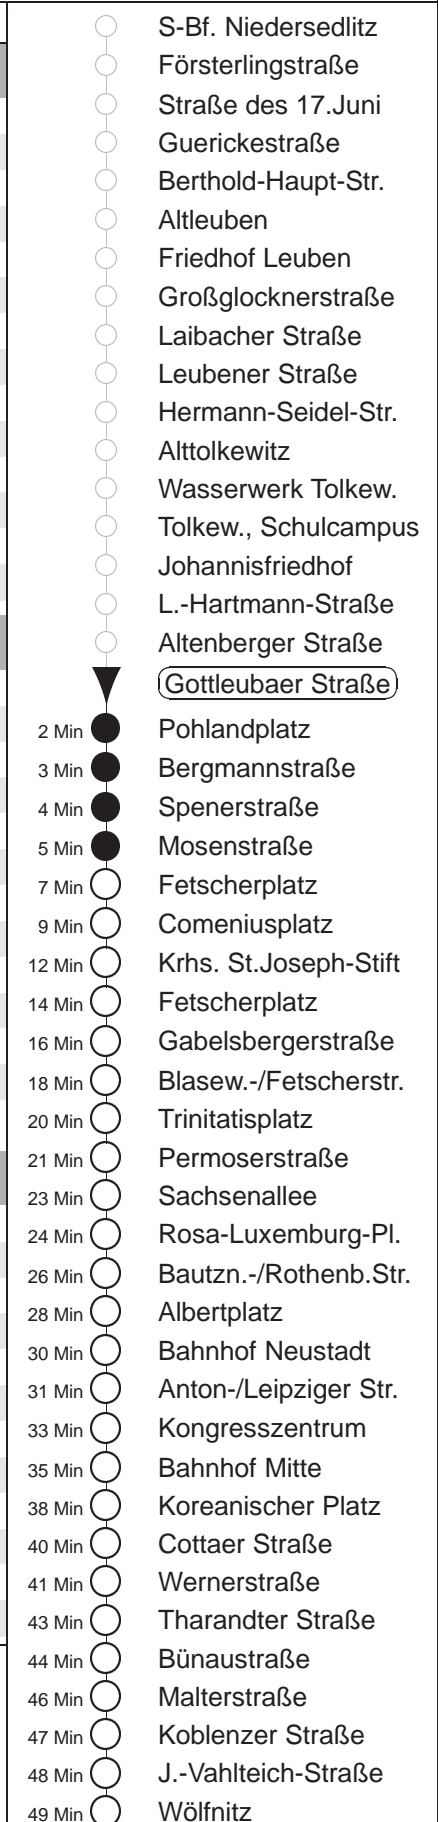 S-Bf. Niedersedlitz
Försterlingstraße
Straße des 17.Juni
Guerickestraße
Berthold-Haupt-Str.
Altleuben
Friedhof Leuben
Großglocknerstraße
Laibacher Straße
Leubener Straße
Hermann-Seidel-Str.
Alttolkewitz
Wasserwerk Tolkew.
Tolkew., Schulcampus
Johannisfriedhof
L.-Hartmann-Straße
Altenberger Straße
Gottleubaer Straße
2 Min Pohlandplatz
3 Min Bergmannstraße
4 Min Spenerstraße
5 Min Mosenstraße
7 Min Fetscherplatz
9 Min Comeniusplatz
12 Min Krhs. St.Joseph-Stift
14 Min Fetscherplatz
16 Min Gabelsbergerstraße
18 Min Blasew.-/Fetscherstr.
20 Min Trinitatisplatz
21 Min Permoserstraße
23 Min Sachsenallee
24 Min Rosa-Luxemburg-Pl.
26 Min Bautzn.-/Rothenb.Str.
28 Min Albertplatz
30 Min Bahnhof Neustadt
31 Min Anton-/Leipziger Str.
33 Min Kongresszentrum
35 Min Bahnhof Mitte
38 Min Koreanischer Platz
40 Min Cottaer Straße
41 Min Wernerstraße
43 Min Tharandter Straße
44 Min Bünaustraße
46 Min Malterstraße
47 Min Koblenzer Straße
48 Min J.-Vahlteich-Straße
49 Min Wölfnitz